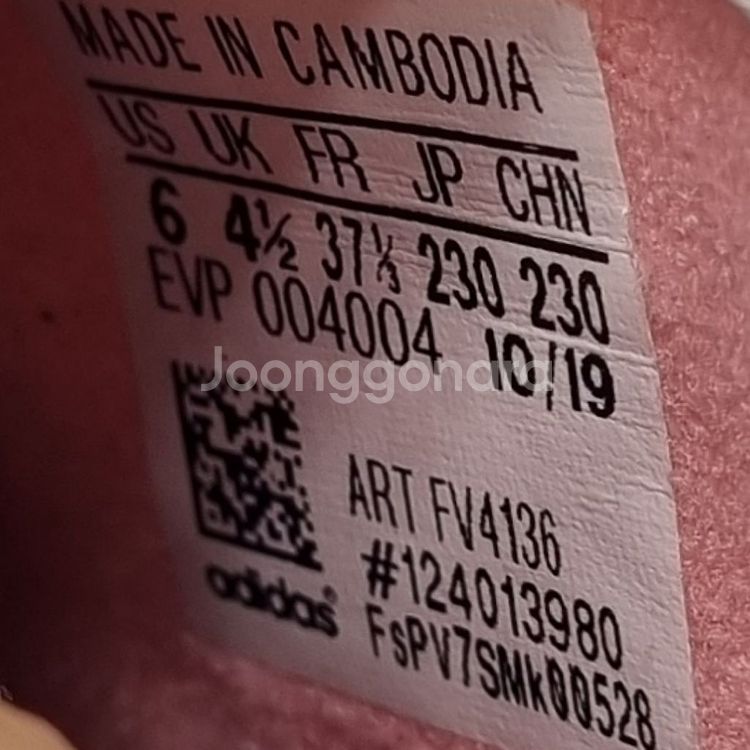 MADE IN CAMBODIA
US UK FR JP CHN
6 4½ 37⅓ 230 230
EVP 004004 10/19
Joonggonara
ART FV4136
#124013980
adidas®
FsPV7SMk00528